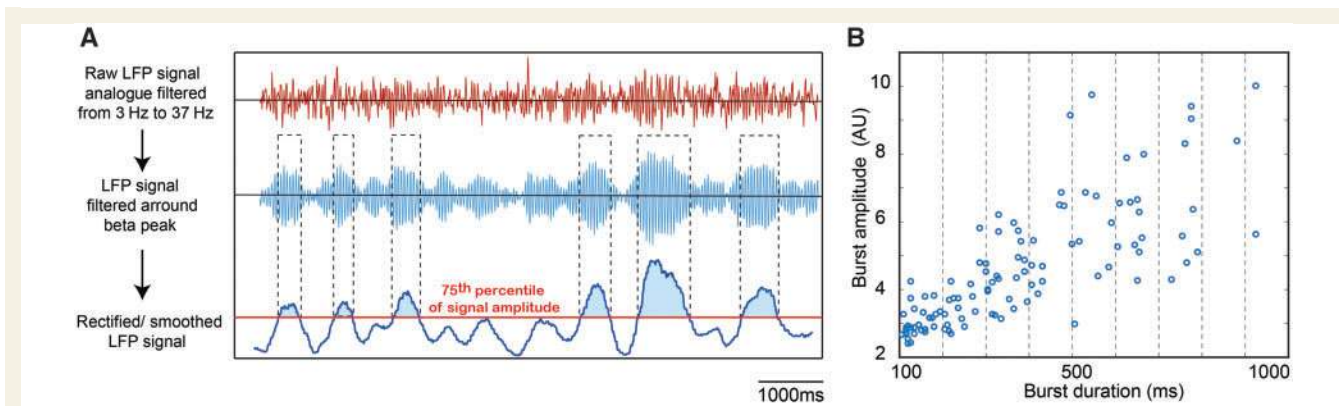 A
Raw LFP signal
analogue filtered
from 3 Hz to 37 Hz
LFP signal
filtered arround
beta peak
Rectified/ smoothed
LFP signal
75th percentile
of signal amplitude
1000ms
B
Burst amplitude (AU)
10
8
6
4
2
100
500
1000
Burst duration (ms)